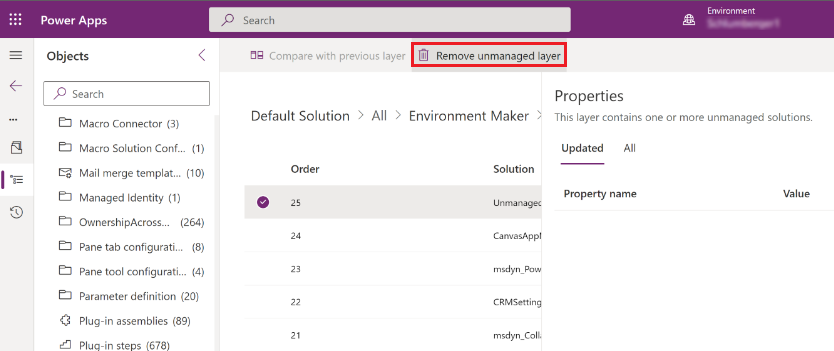 Power Apps
Search
Environment
Objects
Search
Macro Connector (3)
Macro Solution Conf... (1)
Mail merge templat... (10)
Managed Identity (1)
OwnershipAcross... (264)
Pane tab configurati... (8)
Pane tool configurat... (4)
Parameter definition (20)
Plug-in assemblies (89)
Plug-in steps (678)
Compare with previous layer
Remove unmanaged layer
Default Solution > All > Environment Maker >
Order Solution
25 Unmanaged
24
23 msdyn_Pow
22 CRMSetting
21 msdyn_Colla
Properties
This layer contains one or more unmanaged solutions.
Updated All
Property name Value